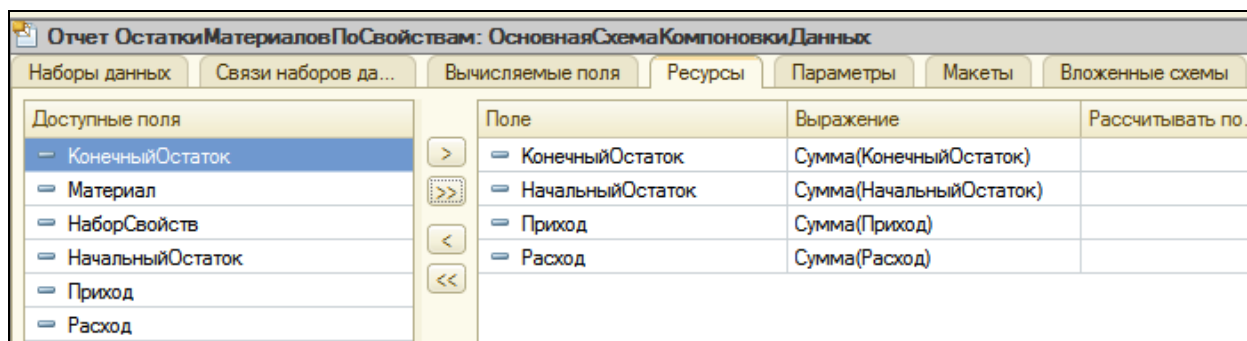 Отчет ОстаткиМатериаловПоСвойствам: ОсновнаяСхемаКомпоновкиДанных
Наборы данных Связи наборов да... Вычисляемые поля Ресурсы Параметры Макеты Вложенные схемы
Доступные поля Поле Выражение Рассчитывать по.
КонечныйОстаток > КонечныйОстаток Сумма(КонечныйОстаток)
Материал >> НачальныйОстаток Сумма(НачальныйОстаток)
НаборСвойств < Приход Сумма(Приход)
НачальныйОстаток << Расход Сумма(Расход)
Приход
Расход